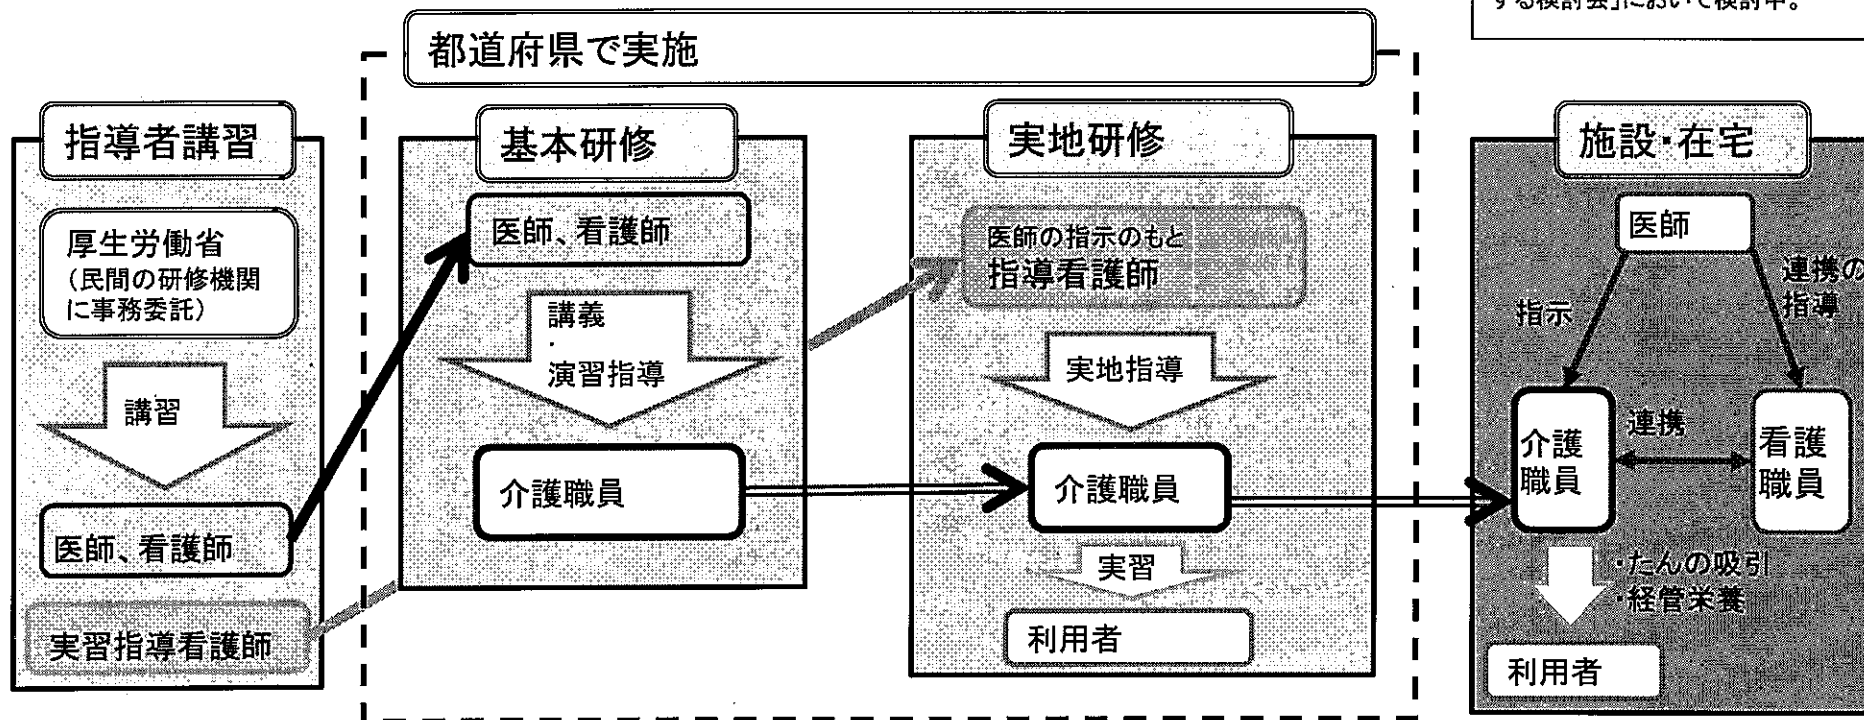 する検討会」において検討中。
都道府県で実施
指導者講習
厚生労働省
（民間の研修機関
に事務委託）
講習
医師、看護師
実習指導看護師
基本研修
医師、看護師
講義
・
演習指導
介護職員
実地研修
医師の指示のもと
指導看護師
実地指導
介護職員
実習
利用者
施設・在宅
医師
指示
連携の
指導
介護
職員
連携
看護
職員
・たんの吸引
・経管栄養
利用者